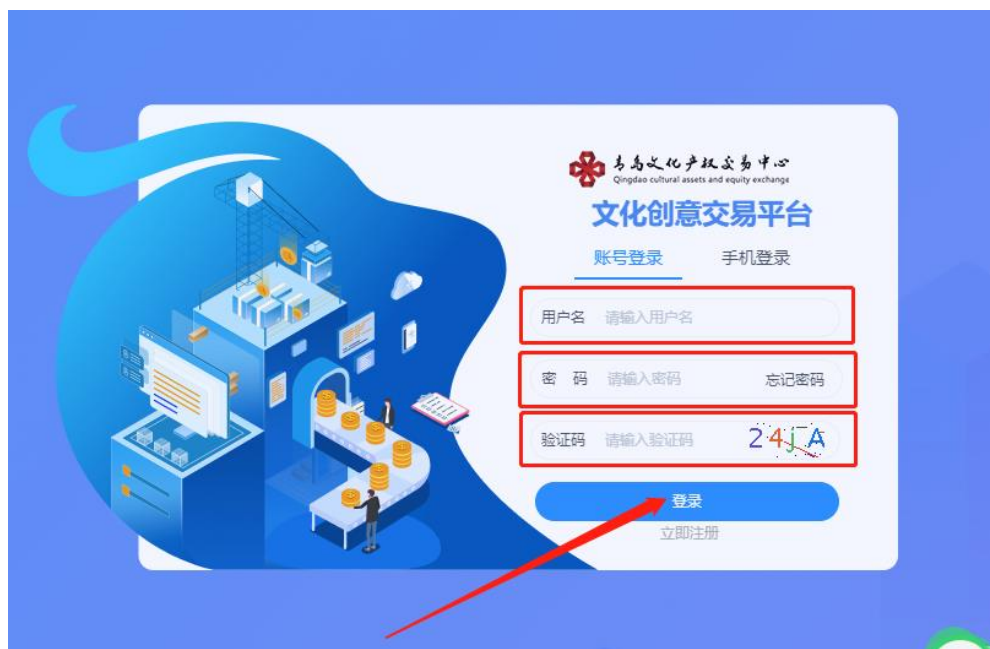 青岛文化产权交易中心
Qingdao cultural assets and equity exchange
文化创意交易平台
账号登录 手机登录
用户名 请输入用户名
密 码 请输入密码 忘记密码
验证码 请输入验证码 24jA
登录
立即注册